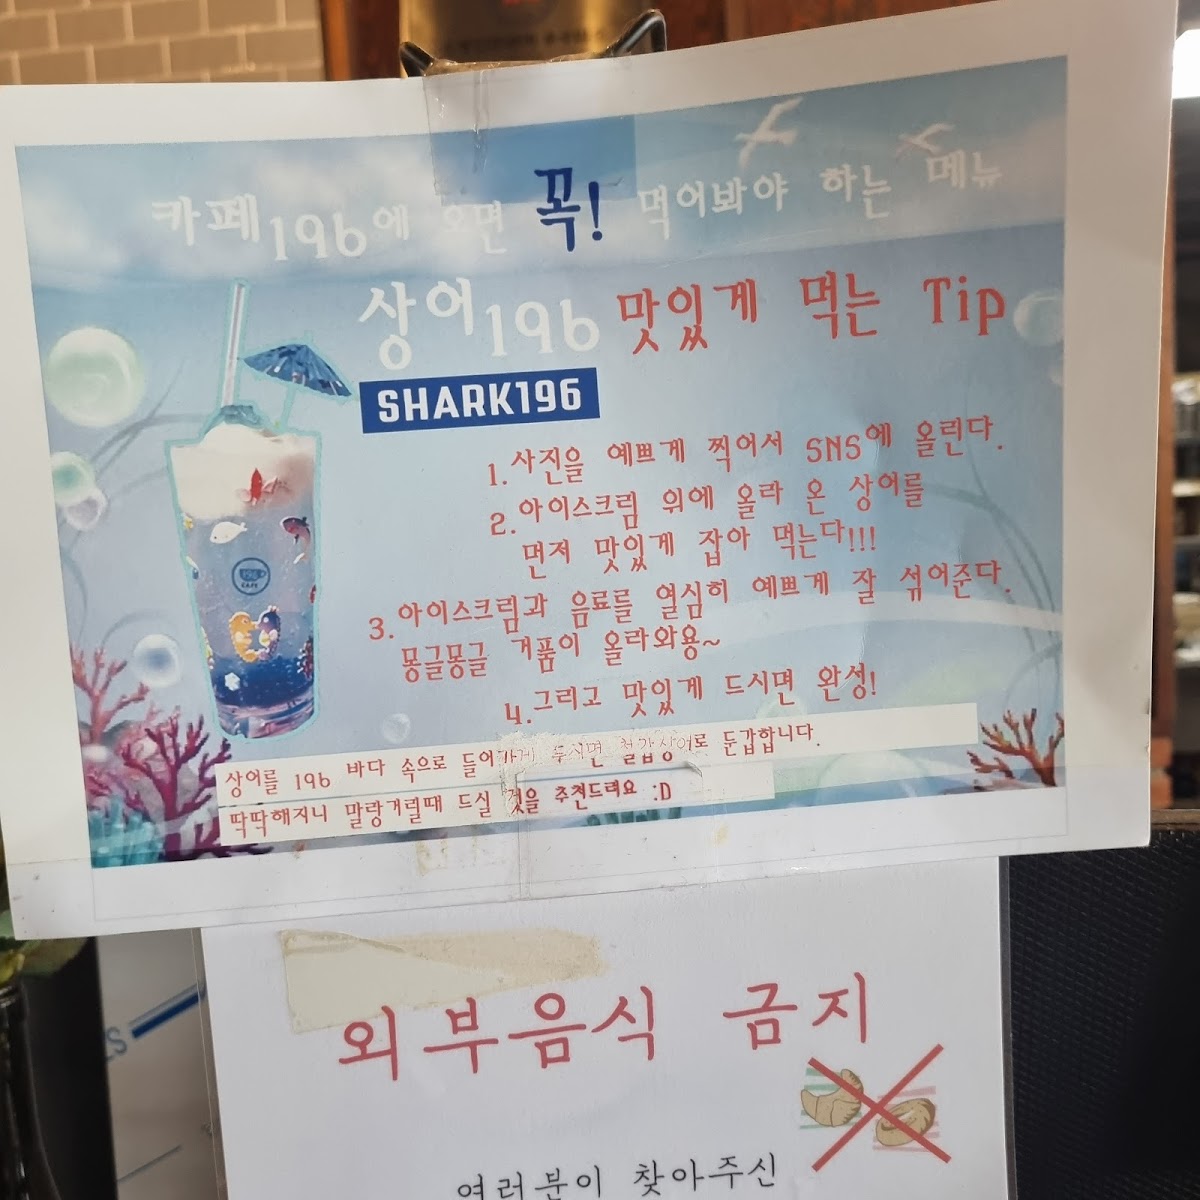 카페196에 오면 꼭! 먹어봐야 하는 메뉴
상어196 맛있게 먹는 Tip
SHARK196
1. 사진을 예쁘게 찍어서 SNS에 올린다.
2. 아이스크림 위에 올라 온 상어를
먼저 맛있게 잡아 먹는다!!!
3. 아이스크림과 음료를 열심히 예쁘게 잘 섞어준다.
몽글몽글 거품이 올라와용~
4. 그리고 맛있게 드시면 완성!
196
CAFE
상어를 196 바다 속으로 들어가게 두시면 철갑상어로 둔갑합니다.
딱딱해지니 말랑거릴때 드실 것을 추천드려요 :D
외부음식 금지
여러분이 찾아주신